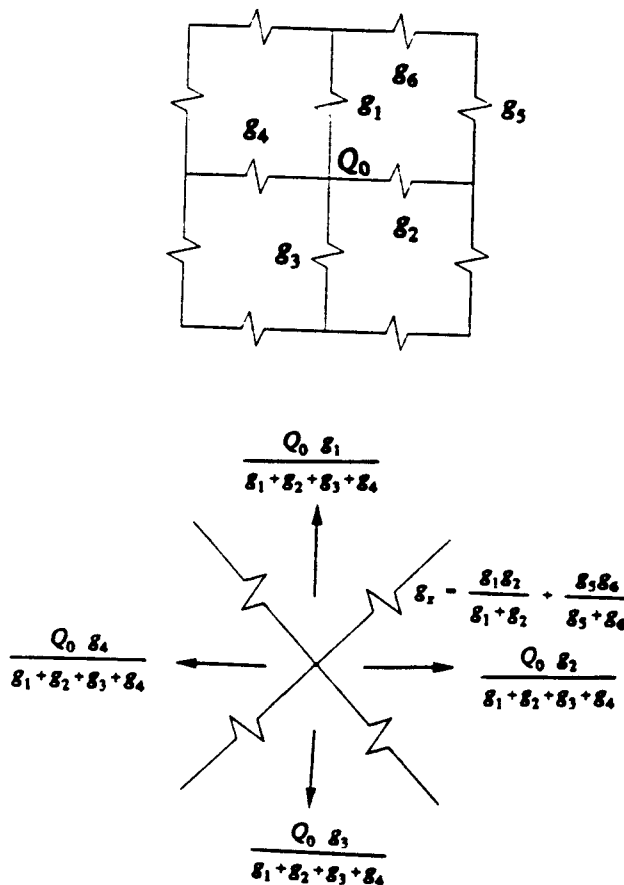 g₆
g₁ g₅
g₄
Q₀
g₂
g₃
Q₀ g₁
g₁ + g₂ + g₃ + g₄
gₓ - g₁g₂ / g₁ + g₂ + g₅g₆ / g₅ + g₆
Q₀ g₄
g₁ + g₂ + g₃ + g₄
Q₀ g₂
g₁ + g₂ + g₃ + g₄
Q₀ g₃
g₁ + g₂ + g₃ + g₄